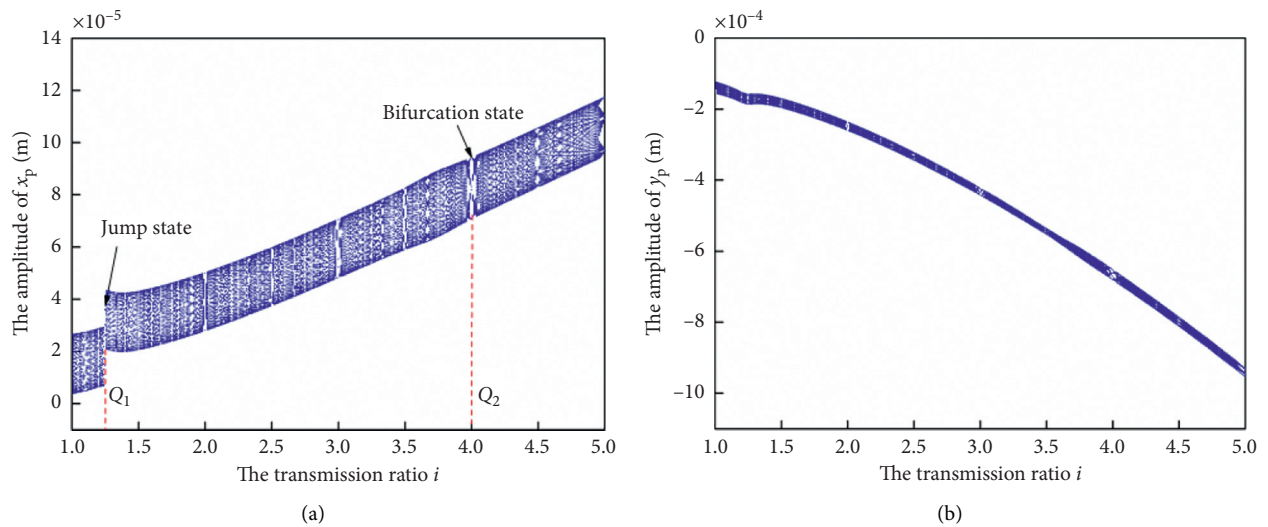 ×10⁻⁵
14
12
10
8
6
4
2
0
The amplitude of xₚ (m)
Jump state
Bifurcation state
Q₁
Q₂
1.0 1.5 2.0 2.5 3.0 3.5 4.0 4.5 5.0
The transmission ratio i
(a)
×10⁻⁴
0
−2
−4
−6
−8
−10
The amplitude of yₚ (m)
1.0 1.5 2.0 2.5 3.0 3.5 4.0 4.5 5.0
The transmission ratio i
(b)